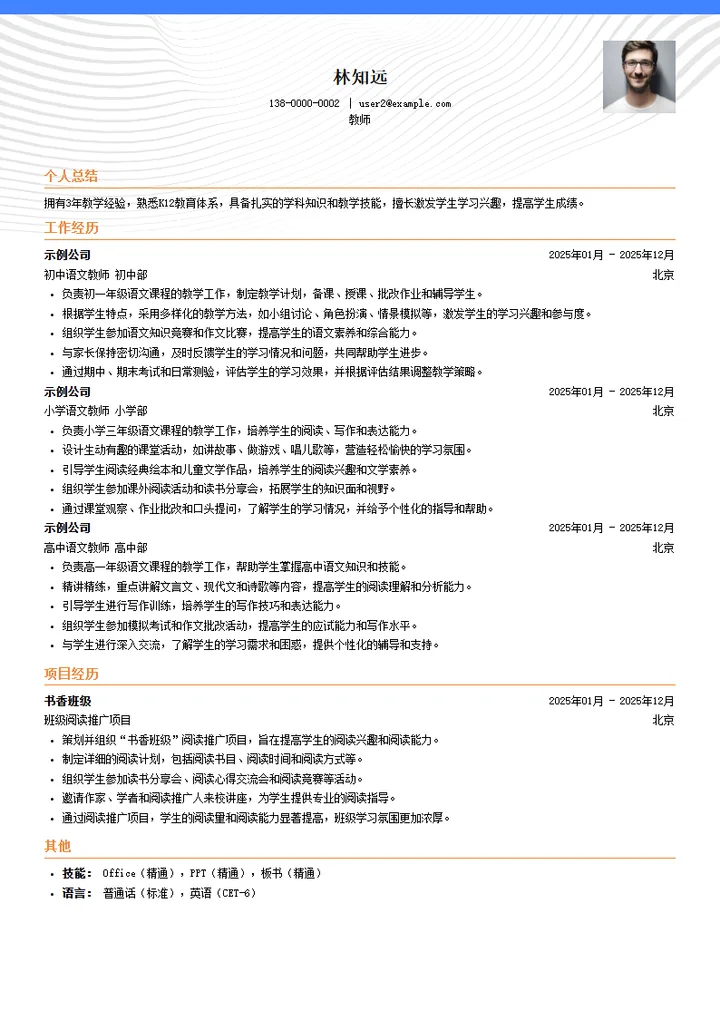 林知远
138-0000-0002 | user2@example.com
教师
个人总结
拥有3年教学经验，熟悉K12教育体系，具备扎实的学科知识和教学技能，擅长激发学生学习兴趣，提高学生成绩。
工作经历
示例公司 2025年01月 - 2025年12月
初中语文教师 初中部 北京
• 负责初一年级语文课程的教学工作，制定教学计划，备课、授课、批改作业和辅导学生。
• 根据学生特点，采用多样化的教学方法，如小组讨论、角色扮演、情景模拟等，激发学生的学习兴趣和参与度。
• 组织学生参加语文知识竞赛和作文比赛，提高学生的语文素养和综合能力。
• 与家长保持密切沟通，及时反馈学生的学习情况和问题，共同帮助学生进步。
• 通过期中、期末考试和日常测验，评估学生的学习效果，并根据评估结果调整教学策略。
示例公司 2025年01月 - 2025年12月
小学语文教师 小学部 北京
• 负责小学三年级语文课程的教学工作，培养学生的阅读、写作和表达能力。
• 设计生动有趣的课堂活动，如讲故事、做游戏、唱儿歌等，营造轻松愉快的学习氛围。
• 引导学生阅读经典绘本和儿童文学作品，培养学生的阅读兴趣和文学素养。
• 组织学生参加课外阅读活动和读书分享会，拓展学生的知识面和视野。
• 通过课堂观察、作业批改和口头提问，了解学生的学习情况，并给予个性化的指导和帮助。
示例公司 2025年01月 - 2025年12月
高中语文教师 高中部 北京
• 负责高一年级语文课程的教学工作，帮助学生掌握高中语文知识和技能。
• 精讲精练，重点讲解文言文、现代文和诗歌等内容，提高学生的阅读理解和分析能力。
• 引导学生进行写作训练，培养学生的写作技巧和表达能力。
• 组织学生参加模拟考试和作文批改活动，提高学生的应试能力和写作水平。
• 与学生进行深入交流，了解学生的学习需求和困惑，提供个性化的辅导和支持。
项目经历
书香班级 2025年01月 - 2025年12月
班级阅读推广项目 北京
• 策划并组织“书香班级”阅读推广项目，旨在提高学生的阅读兴趣和阅读能力。
• 制定详细的阅读计划，包括阅读书目、阅读时间和阅读方式等。
• 组织学生参加读书分享会、阅读心得交流会和阅读竞赛等活动。
• 邀请作家、学者和阅读推广人来校讲座，为学生提供专业的阅读指导。
• 通过阅读推广项目，学生的阅读量和阅读能力显著提高，班级学习氛围更加浓厚。
其他
• 技能： Office（精通），PPT（精通），板书（精通）
• 语言： 普通话（标准），英语（CET-6）